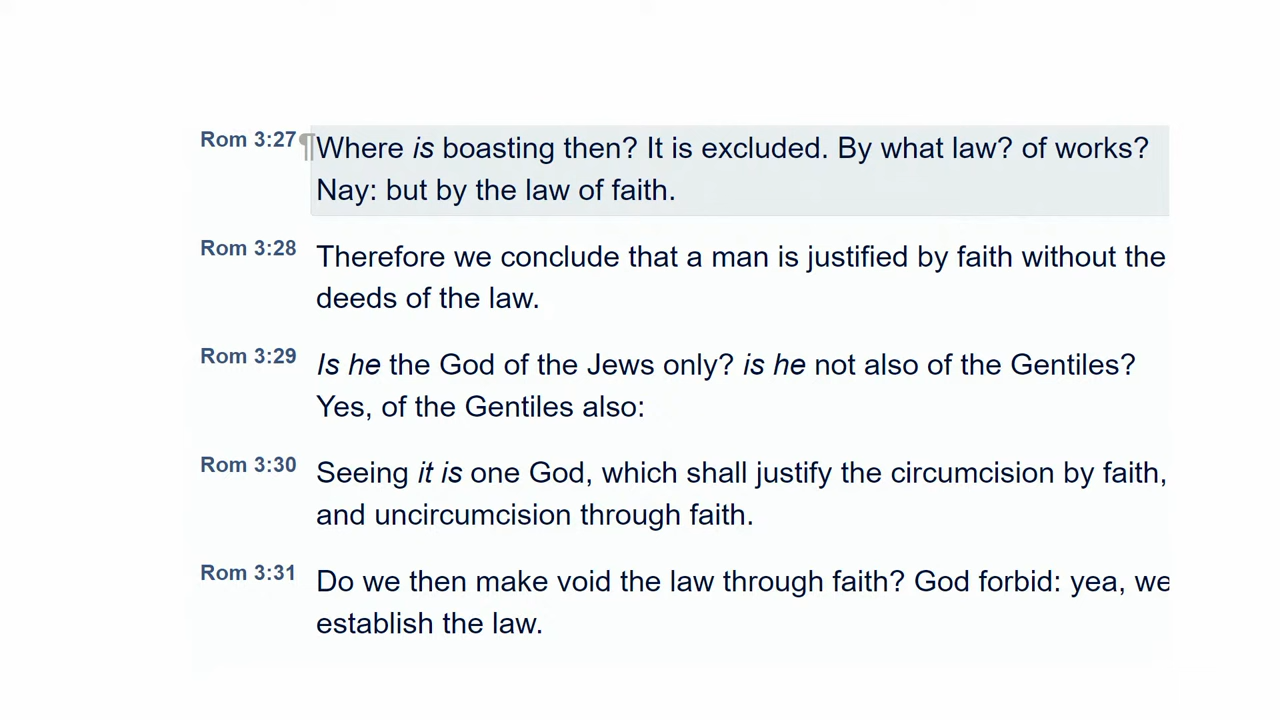 Rom 3:27 ¶Where is boasting then? It is excluded. By what law? of works?
Nay: but by the law of faith.
Rom 3:28 Therefore we conclude that a man is justified by faith without the
deeds of the law.
Rom 3:29 Is he the God of the Jews only? is he not also of the Gentiles?
Yes, of the Gentiles also:
Rom 3:30 Seeing it is one God, which shall justify the circumcision by faith,
and uncircumcision through faith.
Rom 3:31 Do we then make void the law through faith? God forbid: yea, we
establish the law.